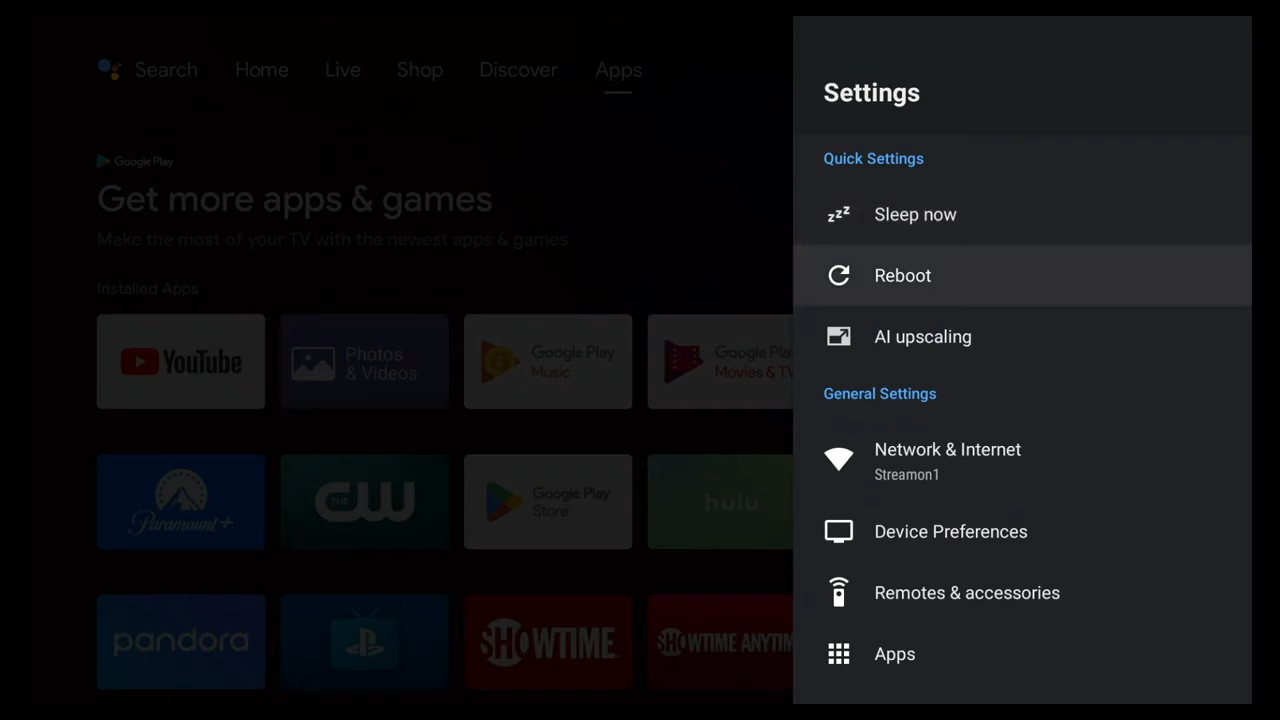 Search Home Live Shop Discover Apps
Google Play
Get more apps & games
Make the most of your TV with the newest apps & games
Installed Apps
YouTube
Photos
& Videos
Google Play
Music
Google Play
Movies & TV
Paramount+
THE CW
Google Play
Store
hulu
pandora
SHOWTIME
SHOWTIME ANYTIM
Settings
Quick Settings
zzz Sleep now
Reboot
AI upscaling
General Settings
Network & Internet
Streamon1
Device Preferences
Remotes & accessories
Apps